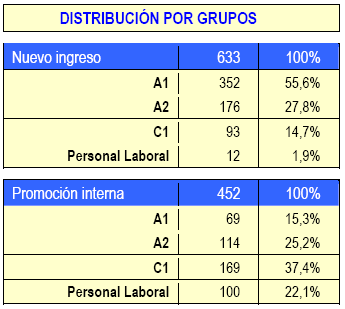 DISTRIBUCIÓN POR GRUPOS
Nuevo ingreso 633 100%
A1 352 55,6%
A2 176 27,8%
C1 93 14,7%
Personal Laboral 12 1,9%
Promoción interna 452 100%
A1 69 15,3%
A2 114 25,2%
C1 169 37,4%
Personal Laboral 100 22,1%